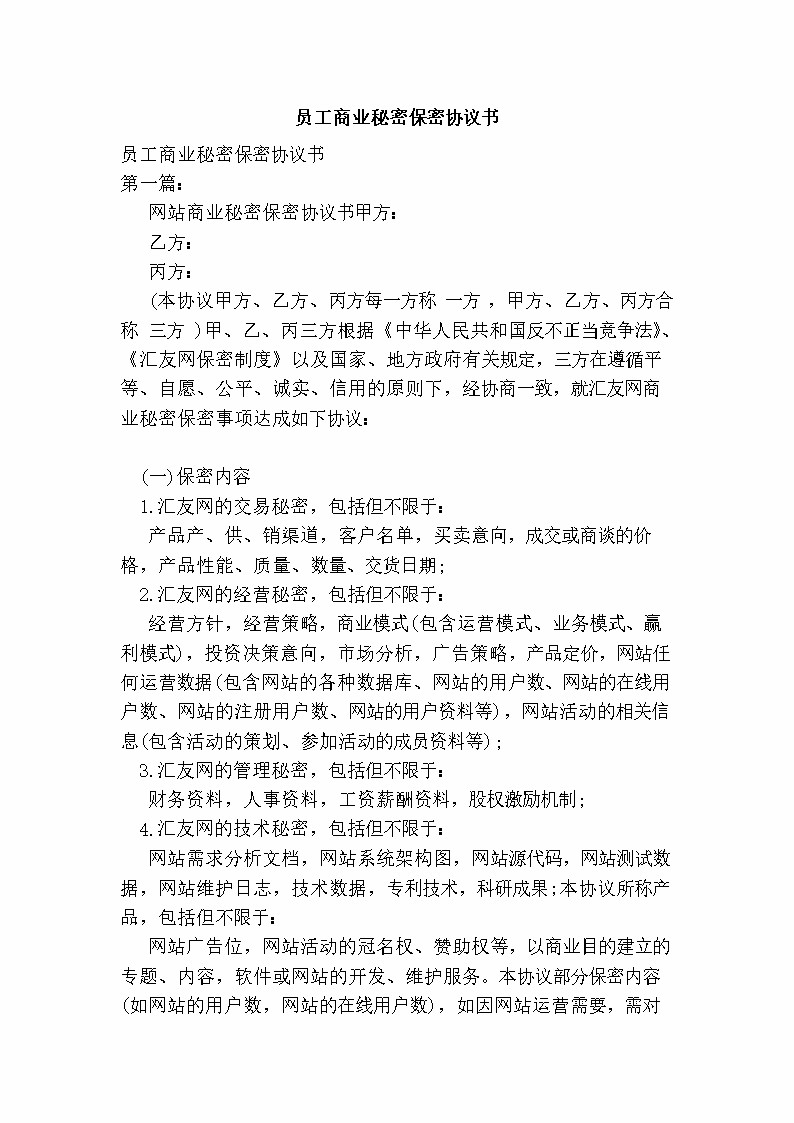 员工商业秘密保密协议书
员工商业秘密保密协议书
第一篇：
网站商业秘密保密协议书甲方：
乙方：
丙方：
(本协议甲方、乙方、丙方每一方称 一方 ，甲方、乙方、丙方合
称 三方 )甲、乙、丙三方根据《中华人民共和国反不正当竞争法》、
《汇友网保密制度》以及国家、地方政府有关规定，三方在遵循平
等、自愿、公平、诚实、信用的原则下，经协商一致，就汇友网商
业秘密保密事项达成如下协议：
(一)保密内容
1.汇友网的交易秘密，包括但不限于：
产品产、供、销渠道，客户名单，买卖意向，成交或商谈的价
格，产品性能、质量、数量、交货日期；
2.汇友网的经营秘密，包括但不限于：
经营方针，经营策略，商业模式(包含运营模式、业务模式、赢
利模式)，投资决策意向，市场分析，广告策略，产品定价，网站任
何运营数据(包含网站的各种数据库、网站的用户数、网站的在线用
户数、网站的注册用户数、网站的用户资料等)，网站活动的相关信
息(包含活动的策划、参加活动的成员资料等)；
3.汇友网的管理秘密，包括但不限于：
财务资料，人事资料，工资薪酬资料，股权激励机制；
4.汇友网的技术秘密，包括但不限于：
网站需求分析文档，网站系统架构图，网站源代码，网站测试数
据，网站维护日志，技术数据，专利技术，科研成果；本协议所称产
品，包括但不限于：
网站广告位，网站活动的冠名权、赞助权等，以商业目的建立的
专题、内容，软件或网站的开发、维护服务。本协议部分保密内容
(如网站的用户数，网站的在线用户数)，如因网站运营需要，需对